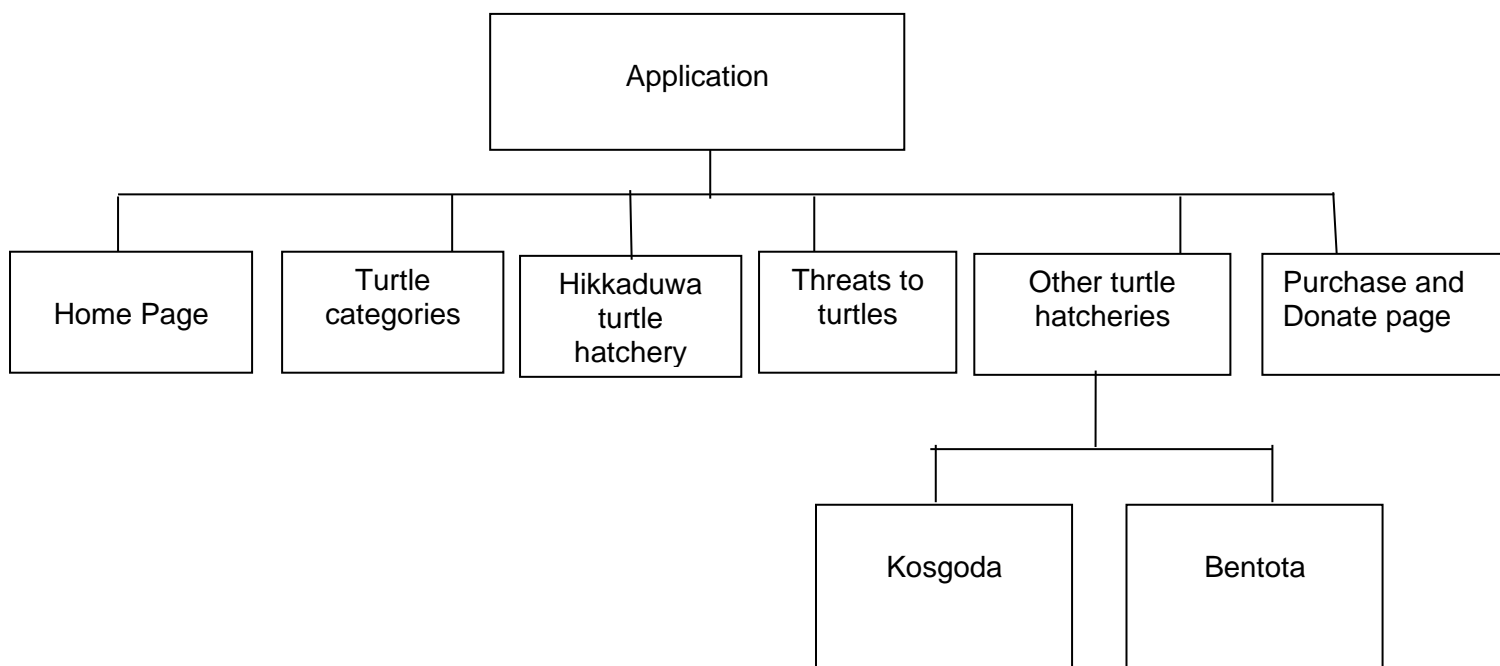 Application
Home Page
Turtle
categories
Hikkaduwa
turtle
hatchery
Threats to
turtles
Other turtle
hatcheries
Purchase and
Donate page
Kosgoda
Bentota